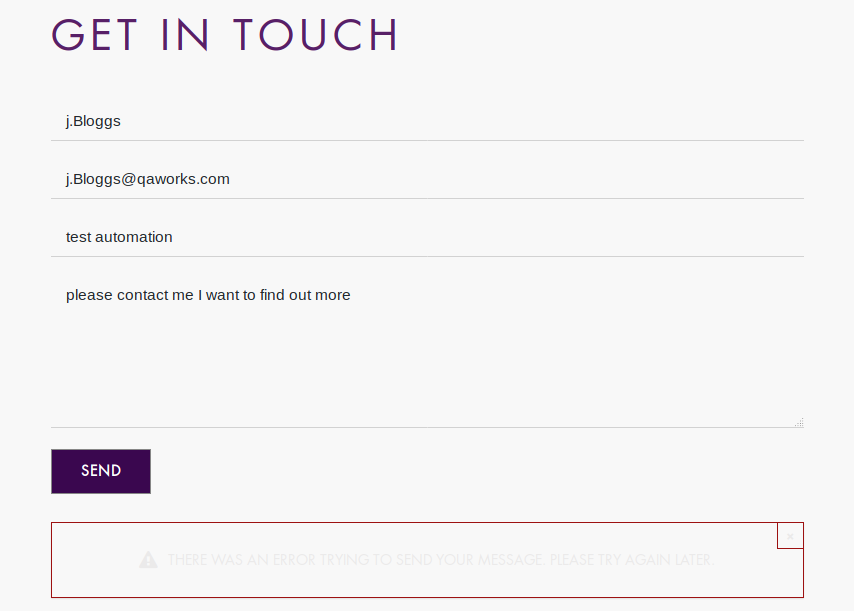 GET IN TOUCH
j.Bloggs
j.Bloggs@qaworks.com
test automation
please contact me I want to find out more
SEND
THERE WAS AN ERROR TRYING TO SEND YOUR MESSAGE. PLEASE TRY AGAIN LATER.